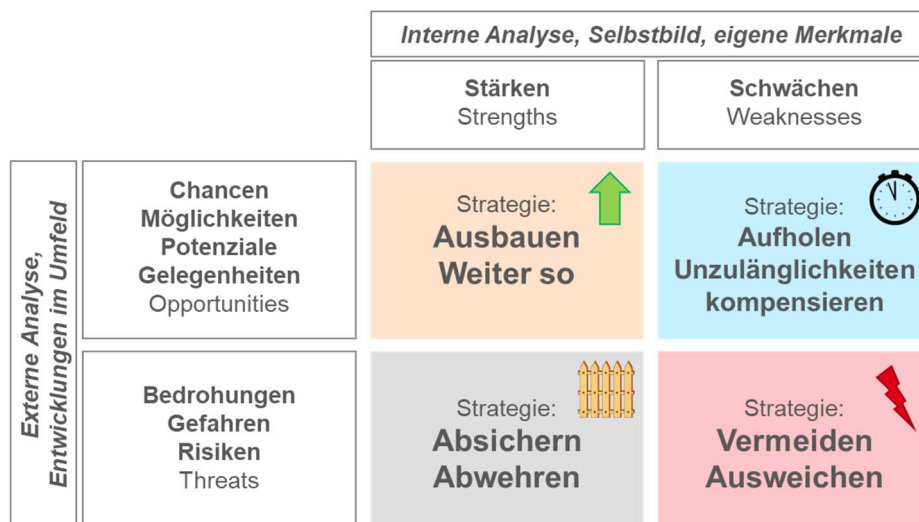 Interne Analyse, Selbstbild, eigene Merkmale
Stärken
Strengths
Schwächen
Weaknesses
Externe Analyse,
Entwicklungen im Umfeld
Chancen
Möglichkeiten
Potenziale
Gelegenheiten
Opportunities
Strategie:
Ausbauen
Weiter so
Strategie:
Aufholen
Unzulänglichkeiten
kompensieren
Bedrohungen
Gefahren
Risiken
Threats
Strategie:
Absichern
Abwehren
Strategie:
Vermeiden
Ausweichen